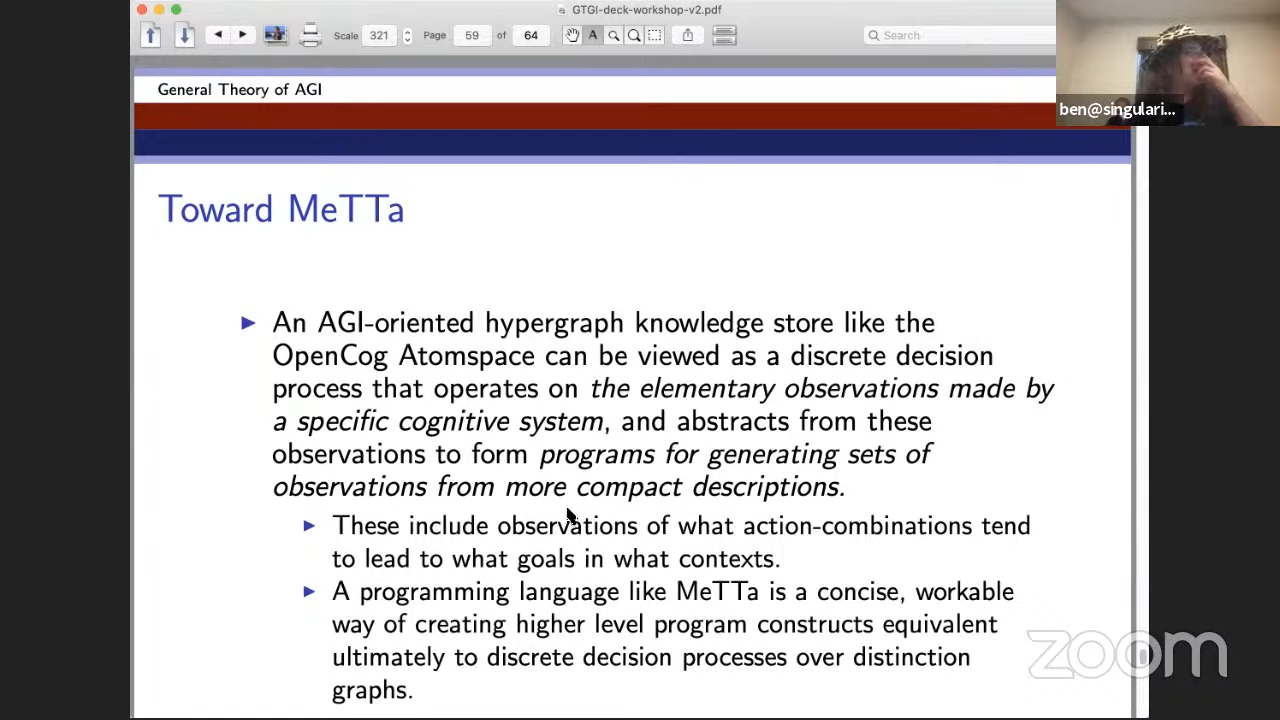 GTGI-deck-workshop-v2.pdf
Scale 321 Page 59 of 64 A Search
ben@singulari...
General Theory of AGI
Toward MeTTa
An AGI-oriented hypergraph knowledge store like the
OpenCog Atomspace can be viewed as a discrete decision
process that operates on the elementary observations made by
a specific cognitive system, and abstracts from these
observations to form programs for generating sets of
observations from more compact descriptions.
These include observations of what action-combinations tend
to lead to what goals in what contexts.
A programming language like MeTTa is a concise, workable
way of creating higher level program constructs equivalent
ultimately to discrete decision processes over distinction
graphs.
zoom